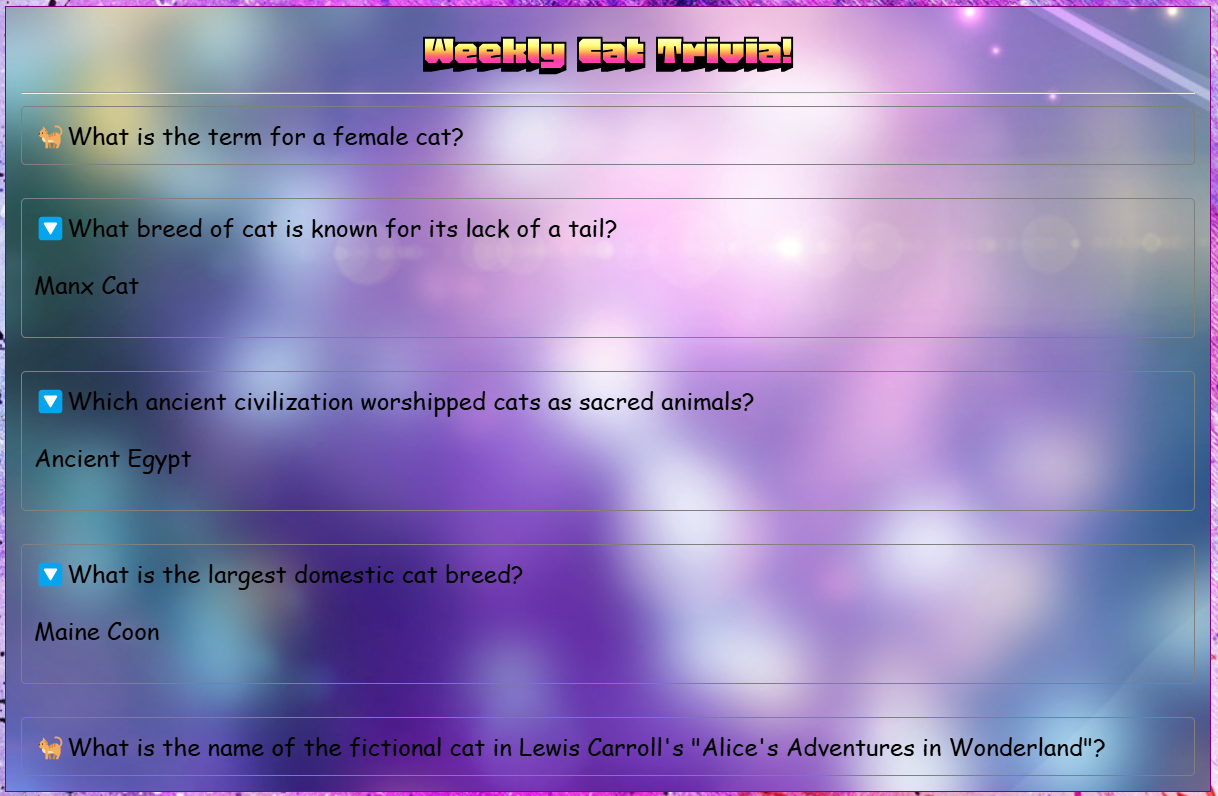 Weekly Cat Trivia!
🐈What is the term for a female cat?
🔽What breed of cat is known for its lack of a tail?
Manx Cat
🔽Which ancient civilization worshipped cats as sacred animals?
Ancient Egypt
🔽What is the largest domestic cat breed?
Maine Coon
🐈What is the name of the fictional cat in Lewis Carroll's "Alice's Adventures in Wonderland"?